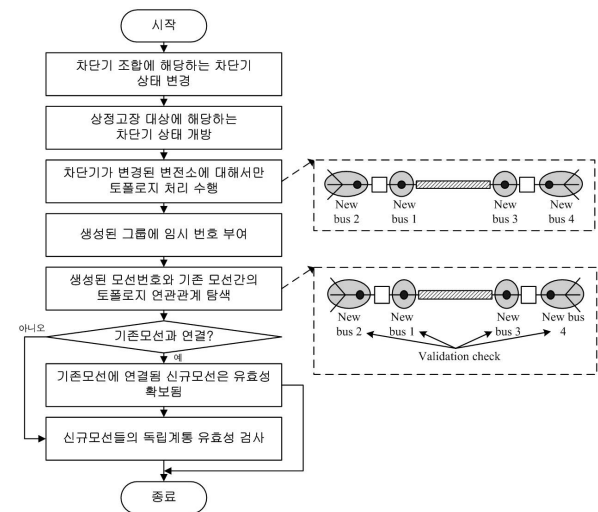 시작
차단기 조합에 해당하는 차단기
상태 변경
상정고장 대상에 해당하는
차단기 상태 개방
차단기가 변경된 변전소에 대해서만
토폴로지 처리 수행
New
bus 2
New
bus 1
New
bus 3
New
bus 4
생성된 그룹에 임시 번호 부여
생성된 모선번호와 기존 모선간의
토폴로지 연관관계 탐색
New
bus 2
New
bus 1
New
bus 3
New bus
4
Validation check
아니오
기존모선과 연결?
예
기존모선에 연결됨 신규모선은 유효성
확보됨
신규모선들의 독립계통 유효성 검사
종료